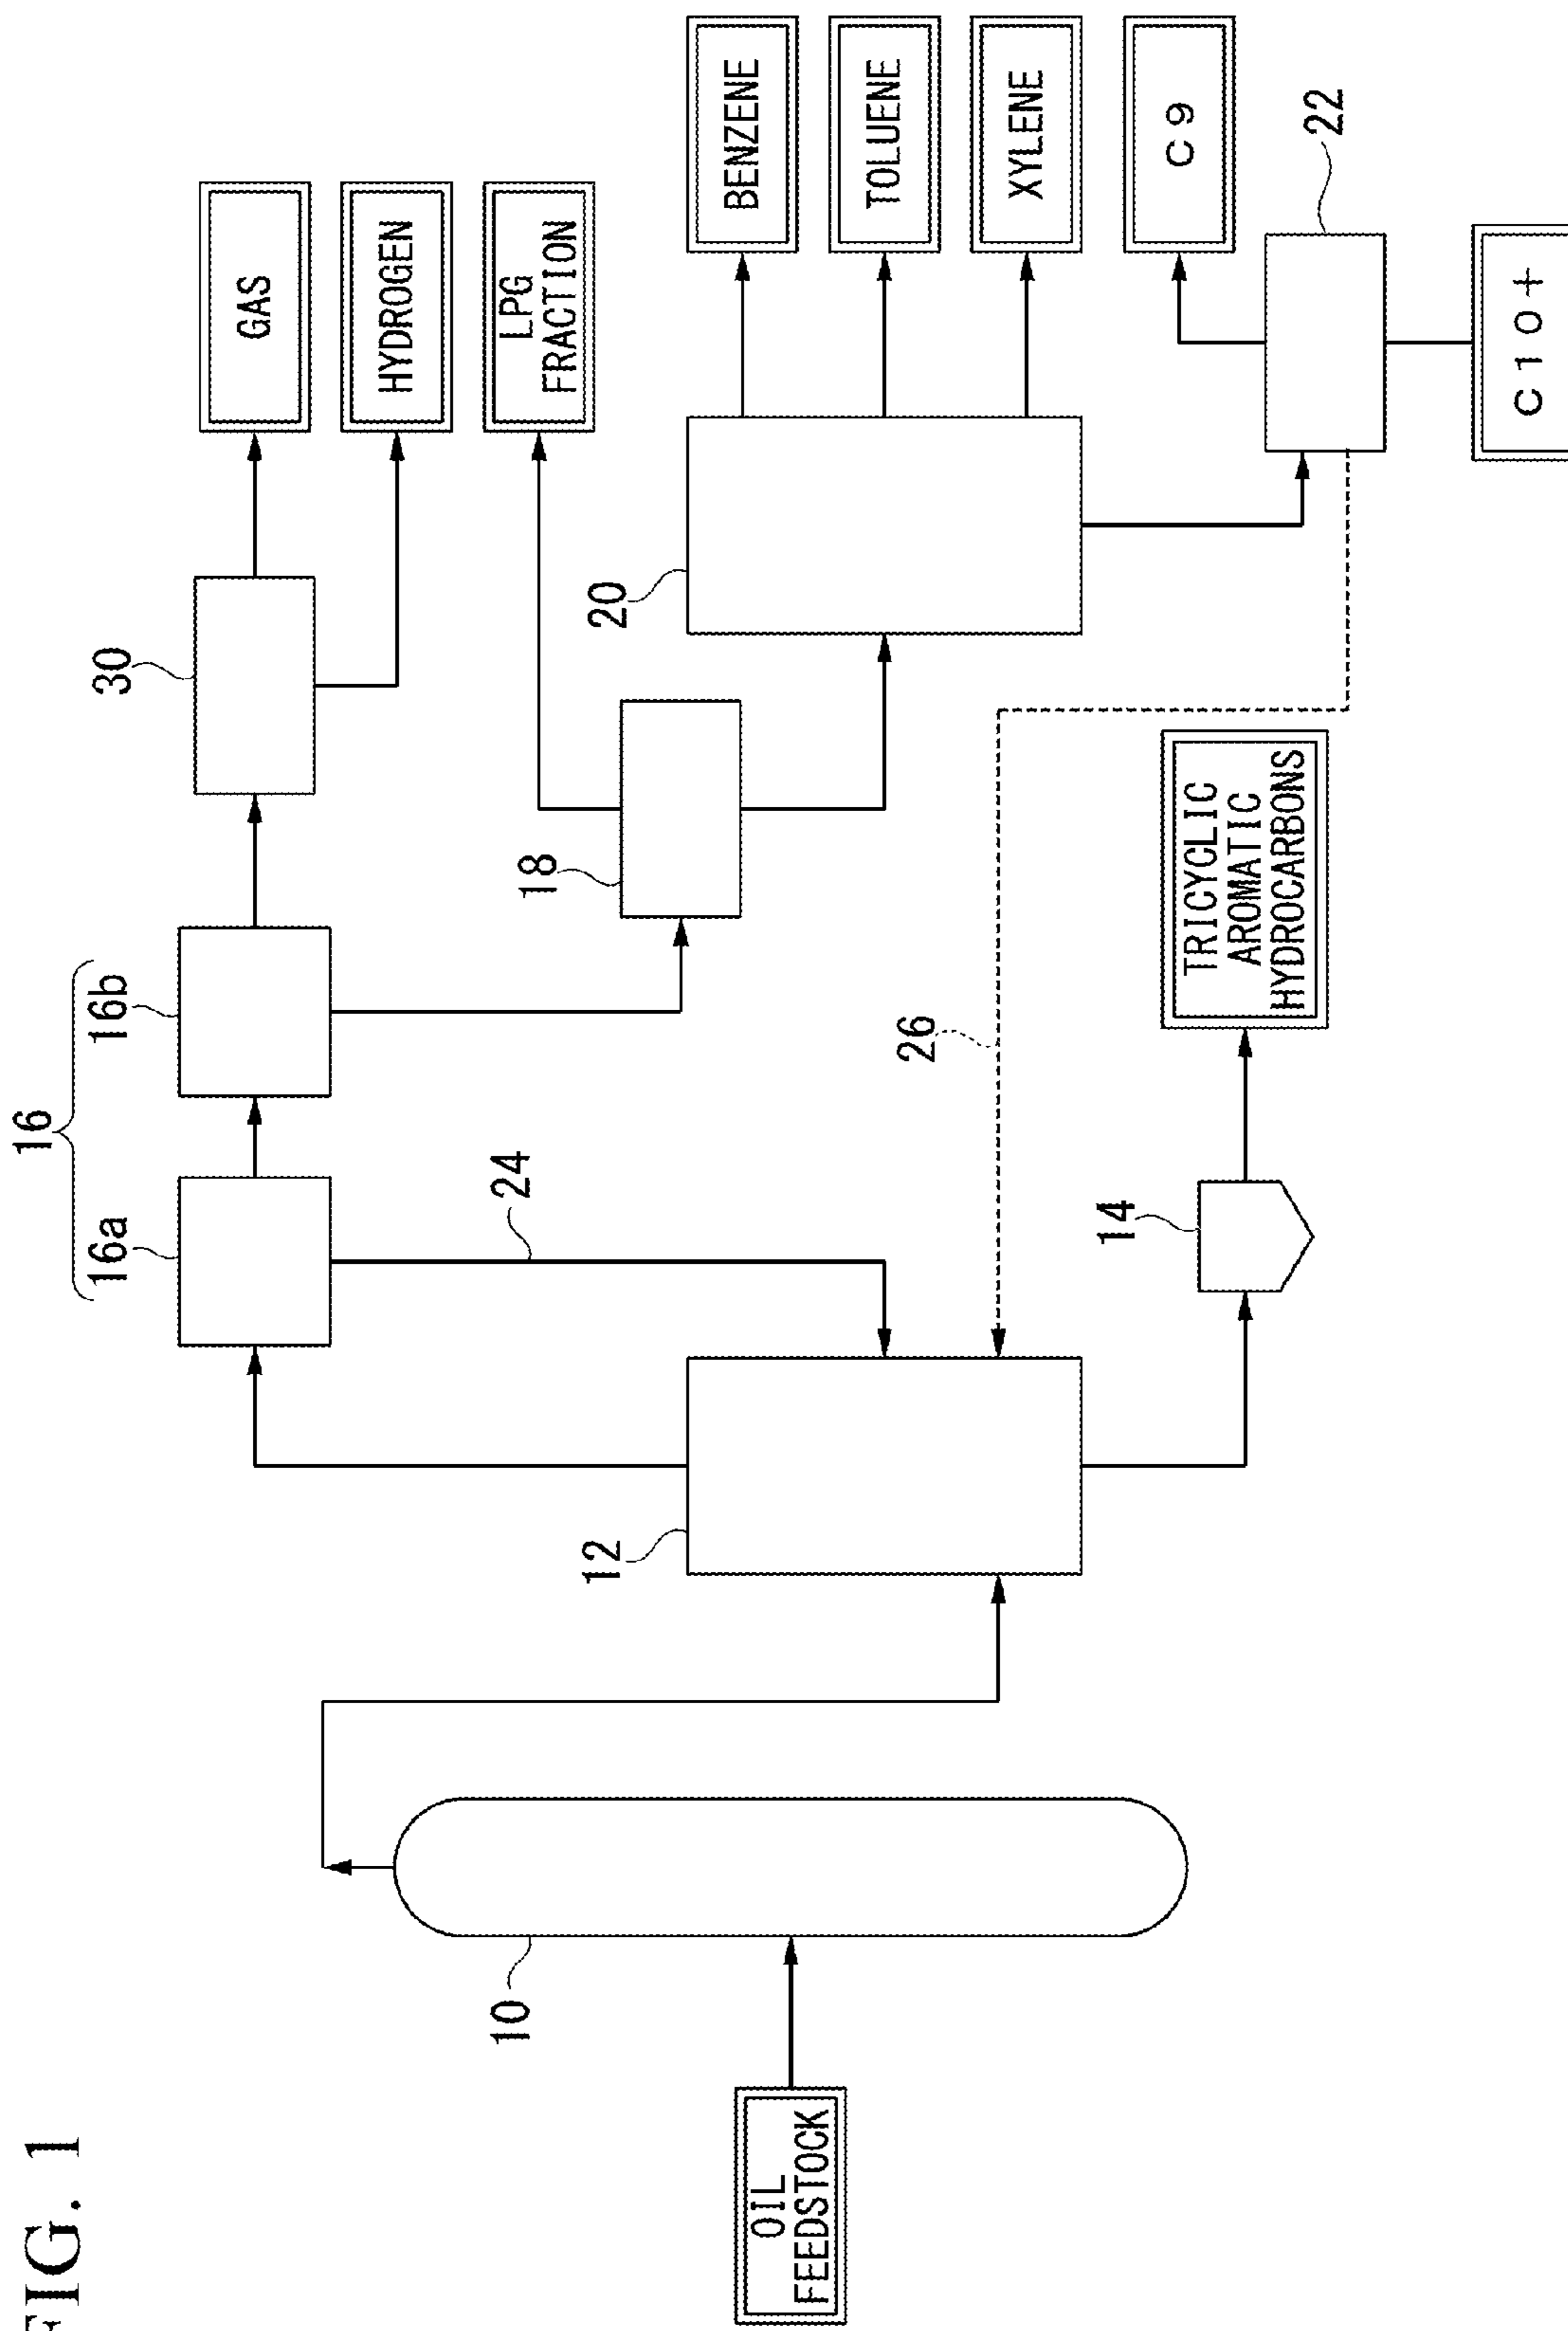 FIG. 1
16
16a
16b
30
GAS
HYDROGEN
LPG
FRACTION
24
18
20
BENZENE
TOLUENE
XYLENE
C9
22
C10+
10
12
26
14
OIL
FEEDSTOCK
TRICYCLIC
AROMATIC
HYDROCARBONS